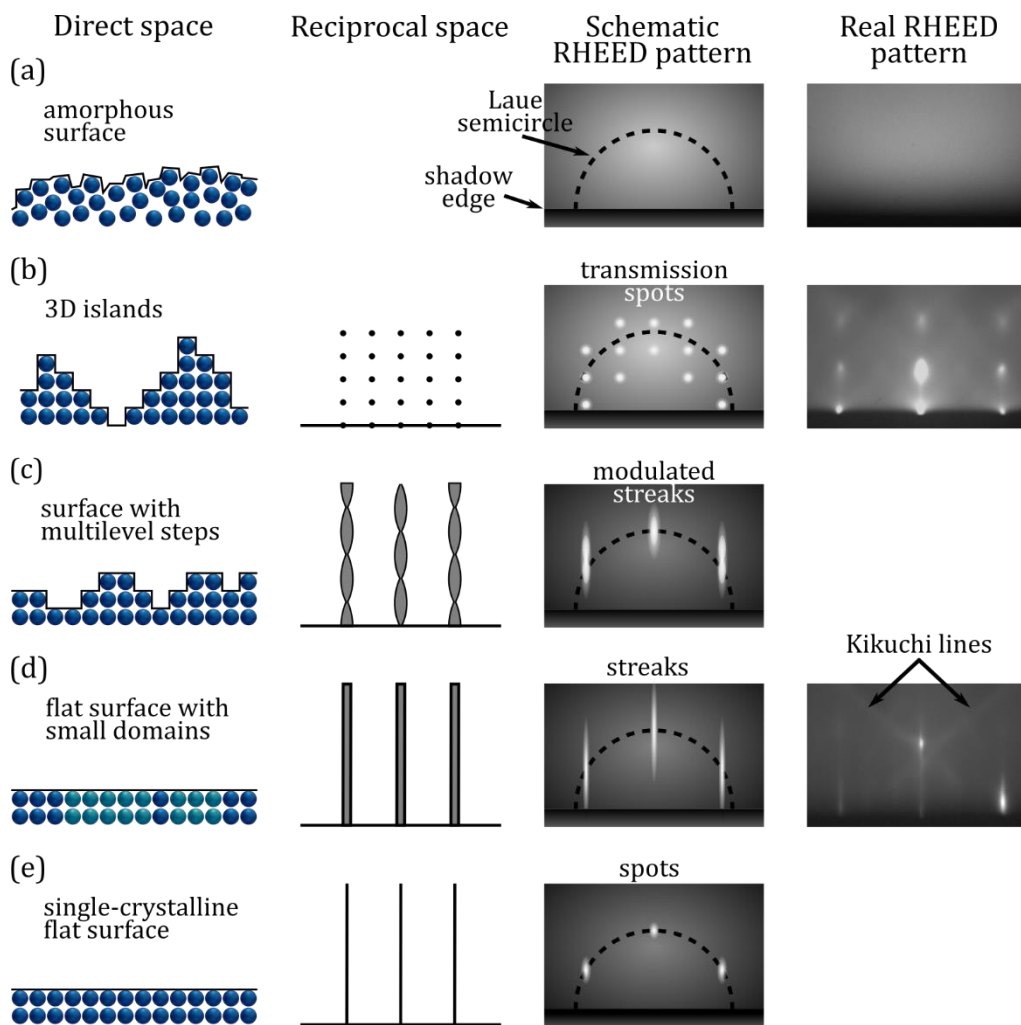 Direct space
Reciprocal space
Schematic
RHEED pattern
Real RHEED
pattern
(a)
amorphous
surface
Laue
semicircle
shadow
edge
(b)
3D islands
transmission
spots
(c)
surface with
multilevel steps
modulated
streaks
(d)
flat surface with
small domains
streaks
Kikuchi lines
(e)
single-crystalline
flat surface
spots